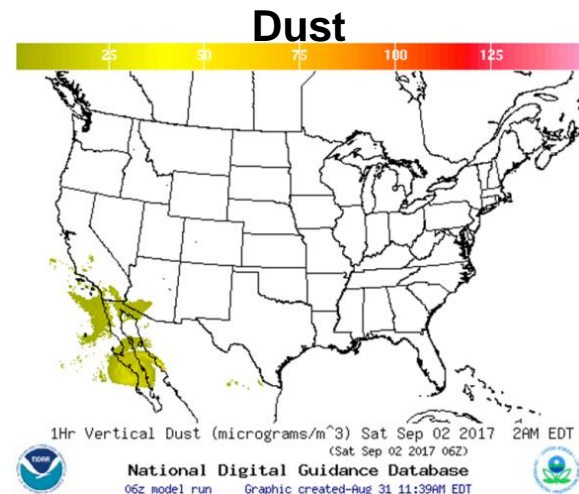 Dust
25 50 75 100 125
1Hr Vertical Dust (micrograms/m^3) Sat Sep 02 2017 2AM EDT
(Sat Sep 02 2017 06Z)
National Digital Guidance Database
06z model run Graphic created-Aug 31 11:39AM EDT